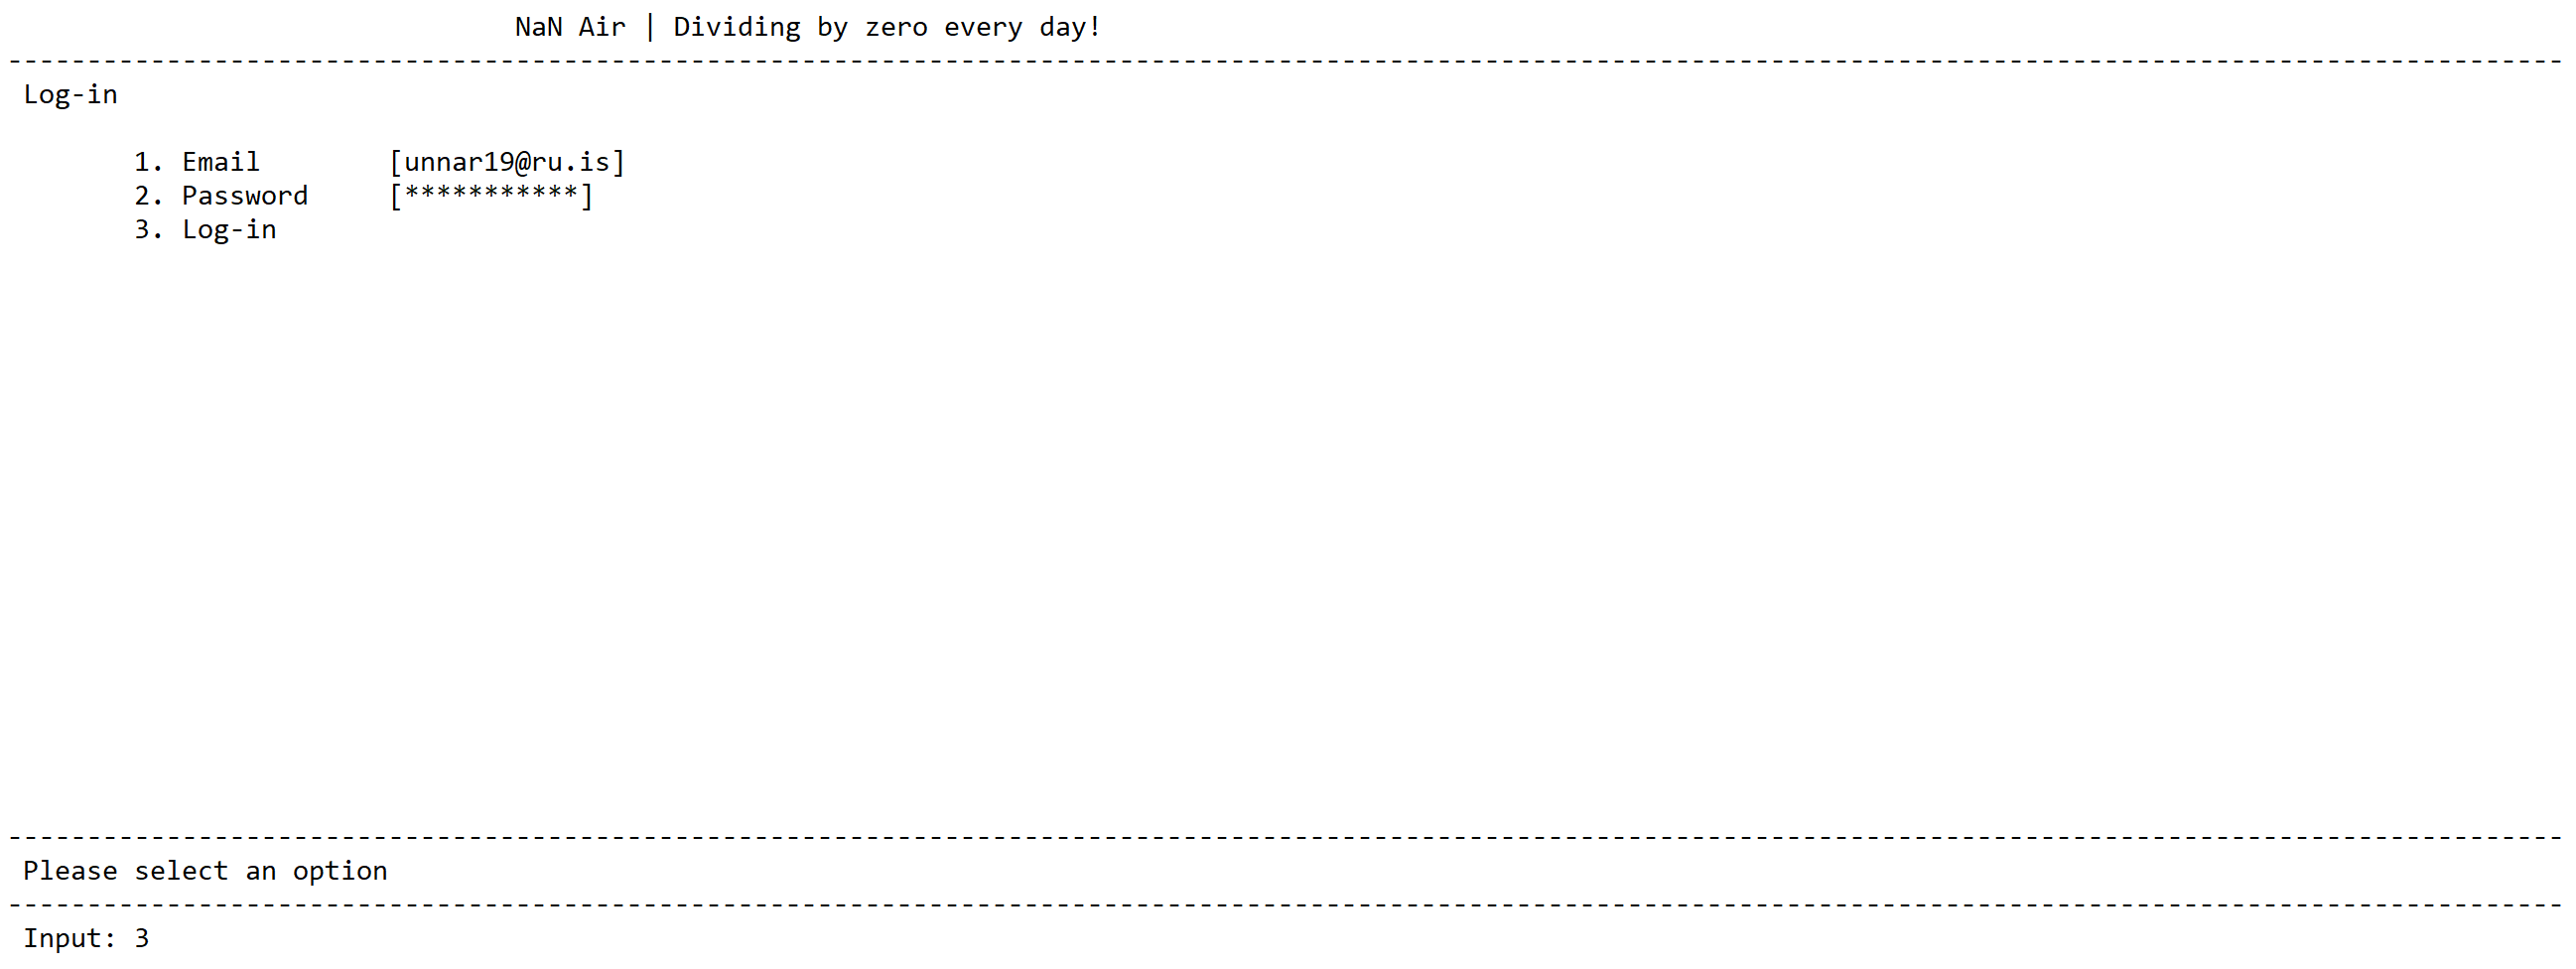 NaN Air | Dividing by zero every day!
-----------------------------------------------------------------------------------------------------------------------------------------------------------------
Log-in
1. Email [unnar19@ru.is]
2. Password [***********]
3. Log-in
-----------------------------------------------------------------------------------------------------------------------------------------------------------------
Please select an option
-----------------------------------------------------------------------------------------------------------------------------------------------------------------
Input: 3